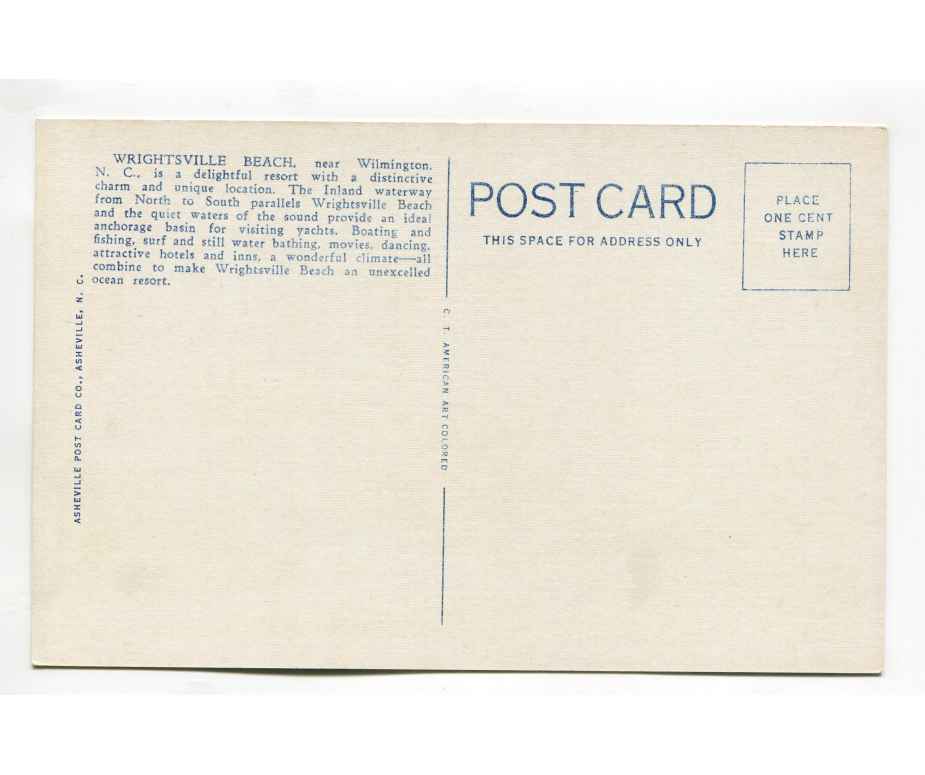 WRIGHTSVILLE BEACH, near Wilmington,
N. C., is a delightful resort with a distinctive
charm and unique location. The Inland waterway
from North to South parallels Wrightsville Beach
and the quiet waters of the sound provide an ideal
anchorage basin for visiting yachts. Boating and
fishing, surf and still water bathing, movies, dancing,
attractive hotels and inns, a wonderful climate—all
combine to make Wrightsville Beach an unexcelled
ocean resort.
ASHEVILLE POST CARD CO., ASHEVILLE, N. C.
C. T. AMERICAN ART COLORED
POST CARD
THIS SPACE FOR ADDRESS ONLY
PLACE
ONE CENT
STAMP
HERE